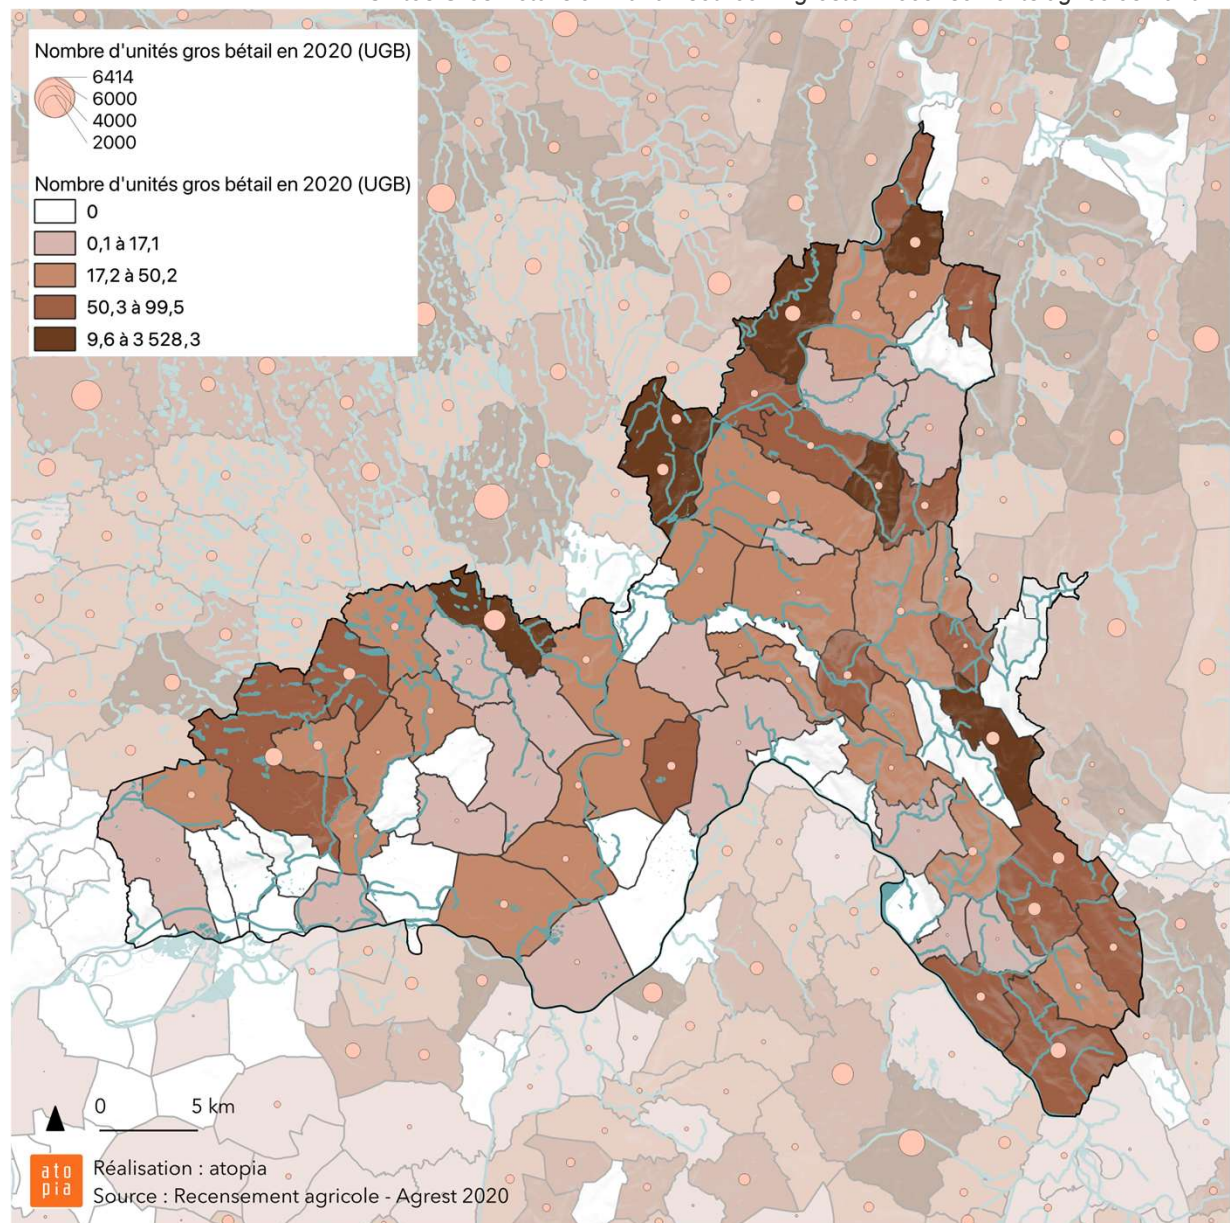 Nombre d'unités gros bétail en 2020 (UGB)
6414
6000
4000
2000
Nombre d'unités gros bétail en 2020 (UGB)
0
0,1 à 17,1
17,2 à 50,2
50,3 à 99,5
9,6 à 3 528,3
0 5 km
ato
pia
Réalisation : atopia
Source : Recensement agricole - Agrest 2020